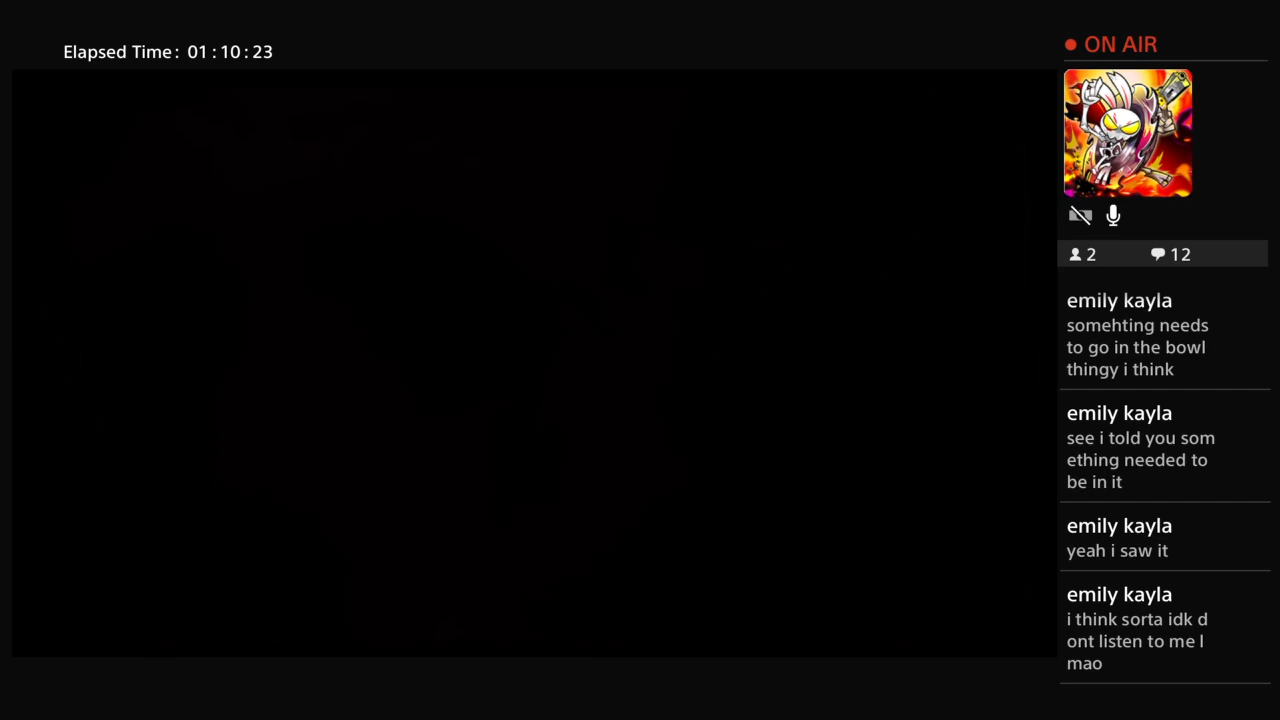 Elapsed Time: 01:10:23
ON AIR
2 12
emily kayla
somehting needs
to go in the bowl
thingy i think
emily kayla
see i told you som
ething needed to
be in it
emily kayla
yeah i saw it
emily kayla
i think sorta idk d
ont listen to me l
mao